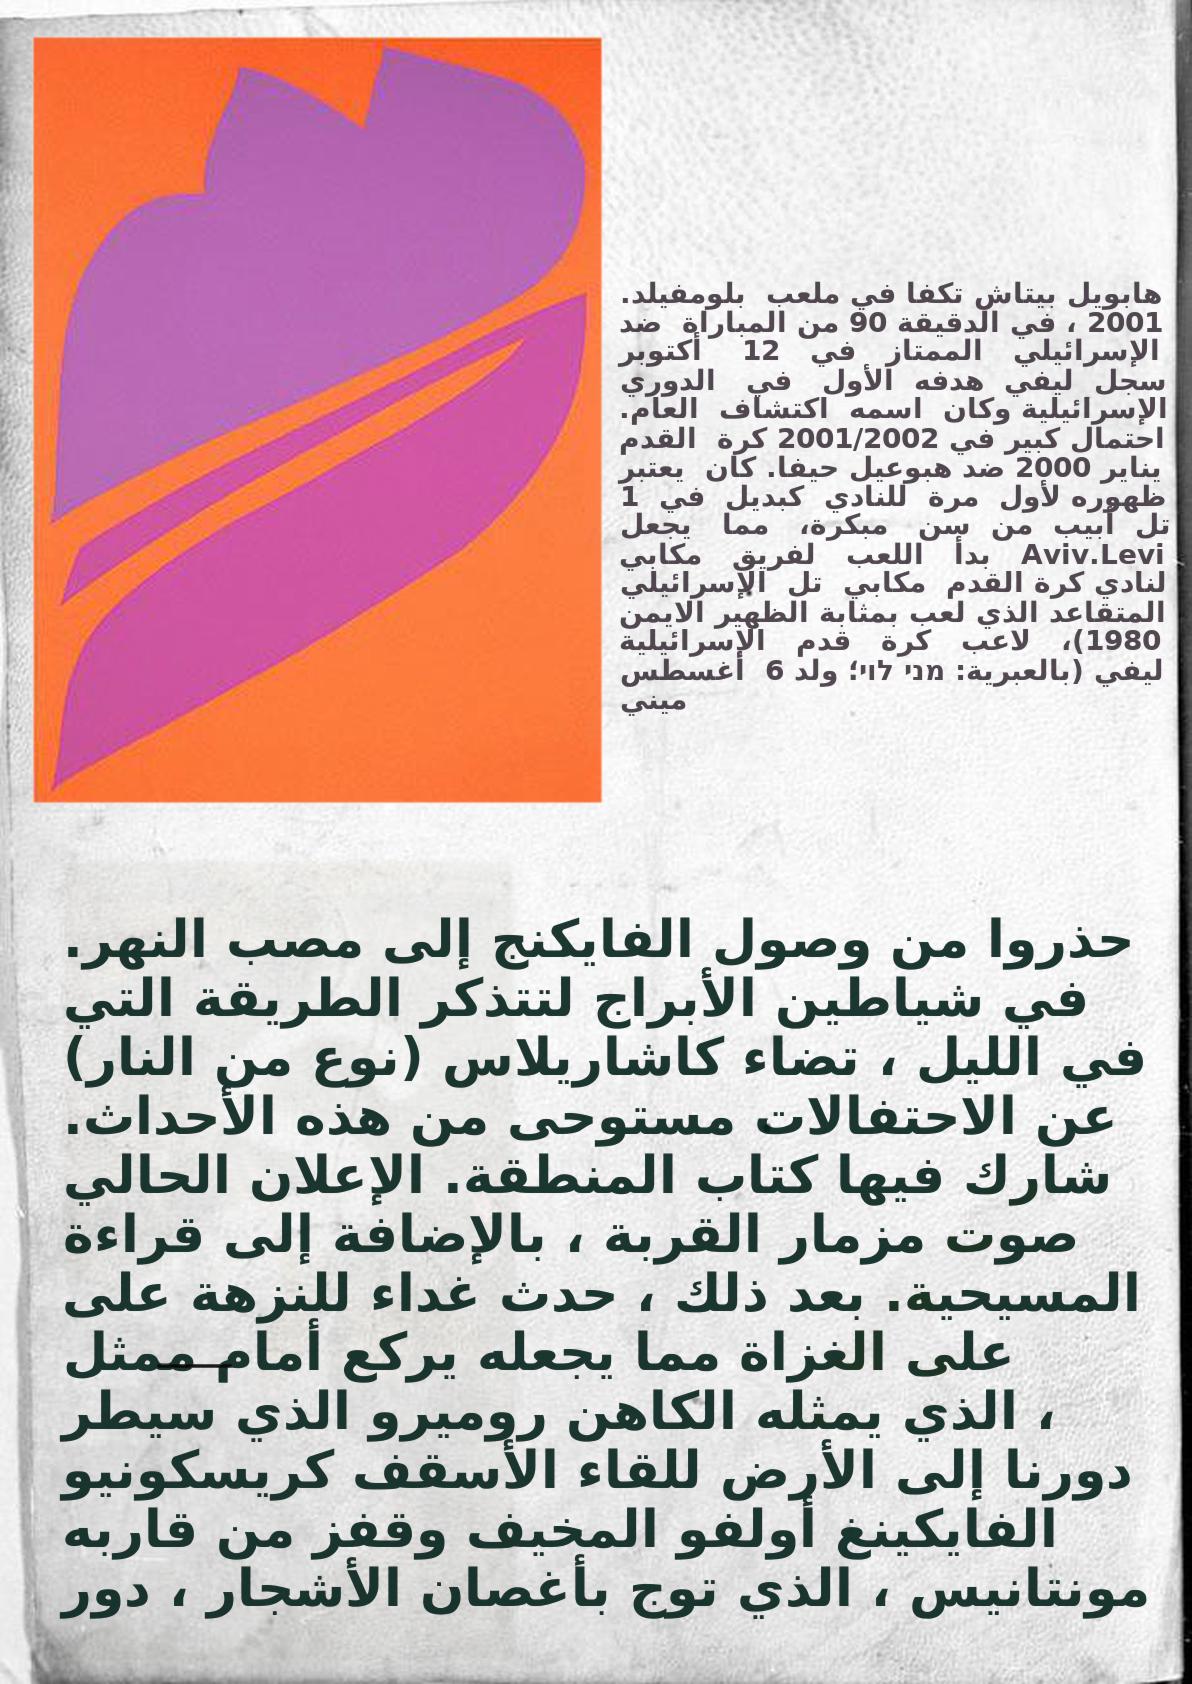 هابويل بيتاش تكفا في ملعب بلومفيلد.
2001 ، في الدقيقة 90 من المباراة ضد
الإسرائيلي الممتاز في 12 أكتوبر
سجل ليفي هدفه الأول في الدوري
الإسرائيلية وكان اسمه اكتشاف العام.
احتمال كبير في 2001/2002 كرة القدم
يناير 2000 ضد هبوعيل حيفا. كان يعتبر
ظهوره لأول مرة للنادي كبديل في 1
تل أبيب من سن مبكرة، مما يجعل
Aviv.Levi بدأ اللعب لفريق مكابي
لنادي كرة القدم مكابي تل الإسرائيلي
المتقاعد الذي لعب بمثابة الظهير الايمن
1980)، لاعب كرة قدم الإسرائيلية
ليفي (بالعبرية: מני לוי؛ ولد 6 أغسطس
ميني
حذروا من وصول الفايكنج إلى مصب النهر.
في شياطين الأبراج لتتذكر الطريقة التي
في الليل ، تضاء كاشاريلاس (نوع من النار)
عن الاحتفالات مستوحى من هذه الأحداث.
شارك فيها كتاب المنطقة. الإعلان الحالي
صوت مزمار القربة ، بالإضافة إلى قراءة
المسيحية. بعد ذلك ، حدث غداء للنزهة على
على الغزاة مما يجعله يركع أمام ممثل
، الذي يمثله الكاهن روميرو الذي سيطر
دورنا إلى الأرض للقاء الأسقف كريسكونيو
الفايكينغ أولفو المخيف وقفز من قاربه
مونتانيس ، الذي توج بأغصان الأشجار ، دور